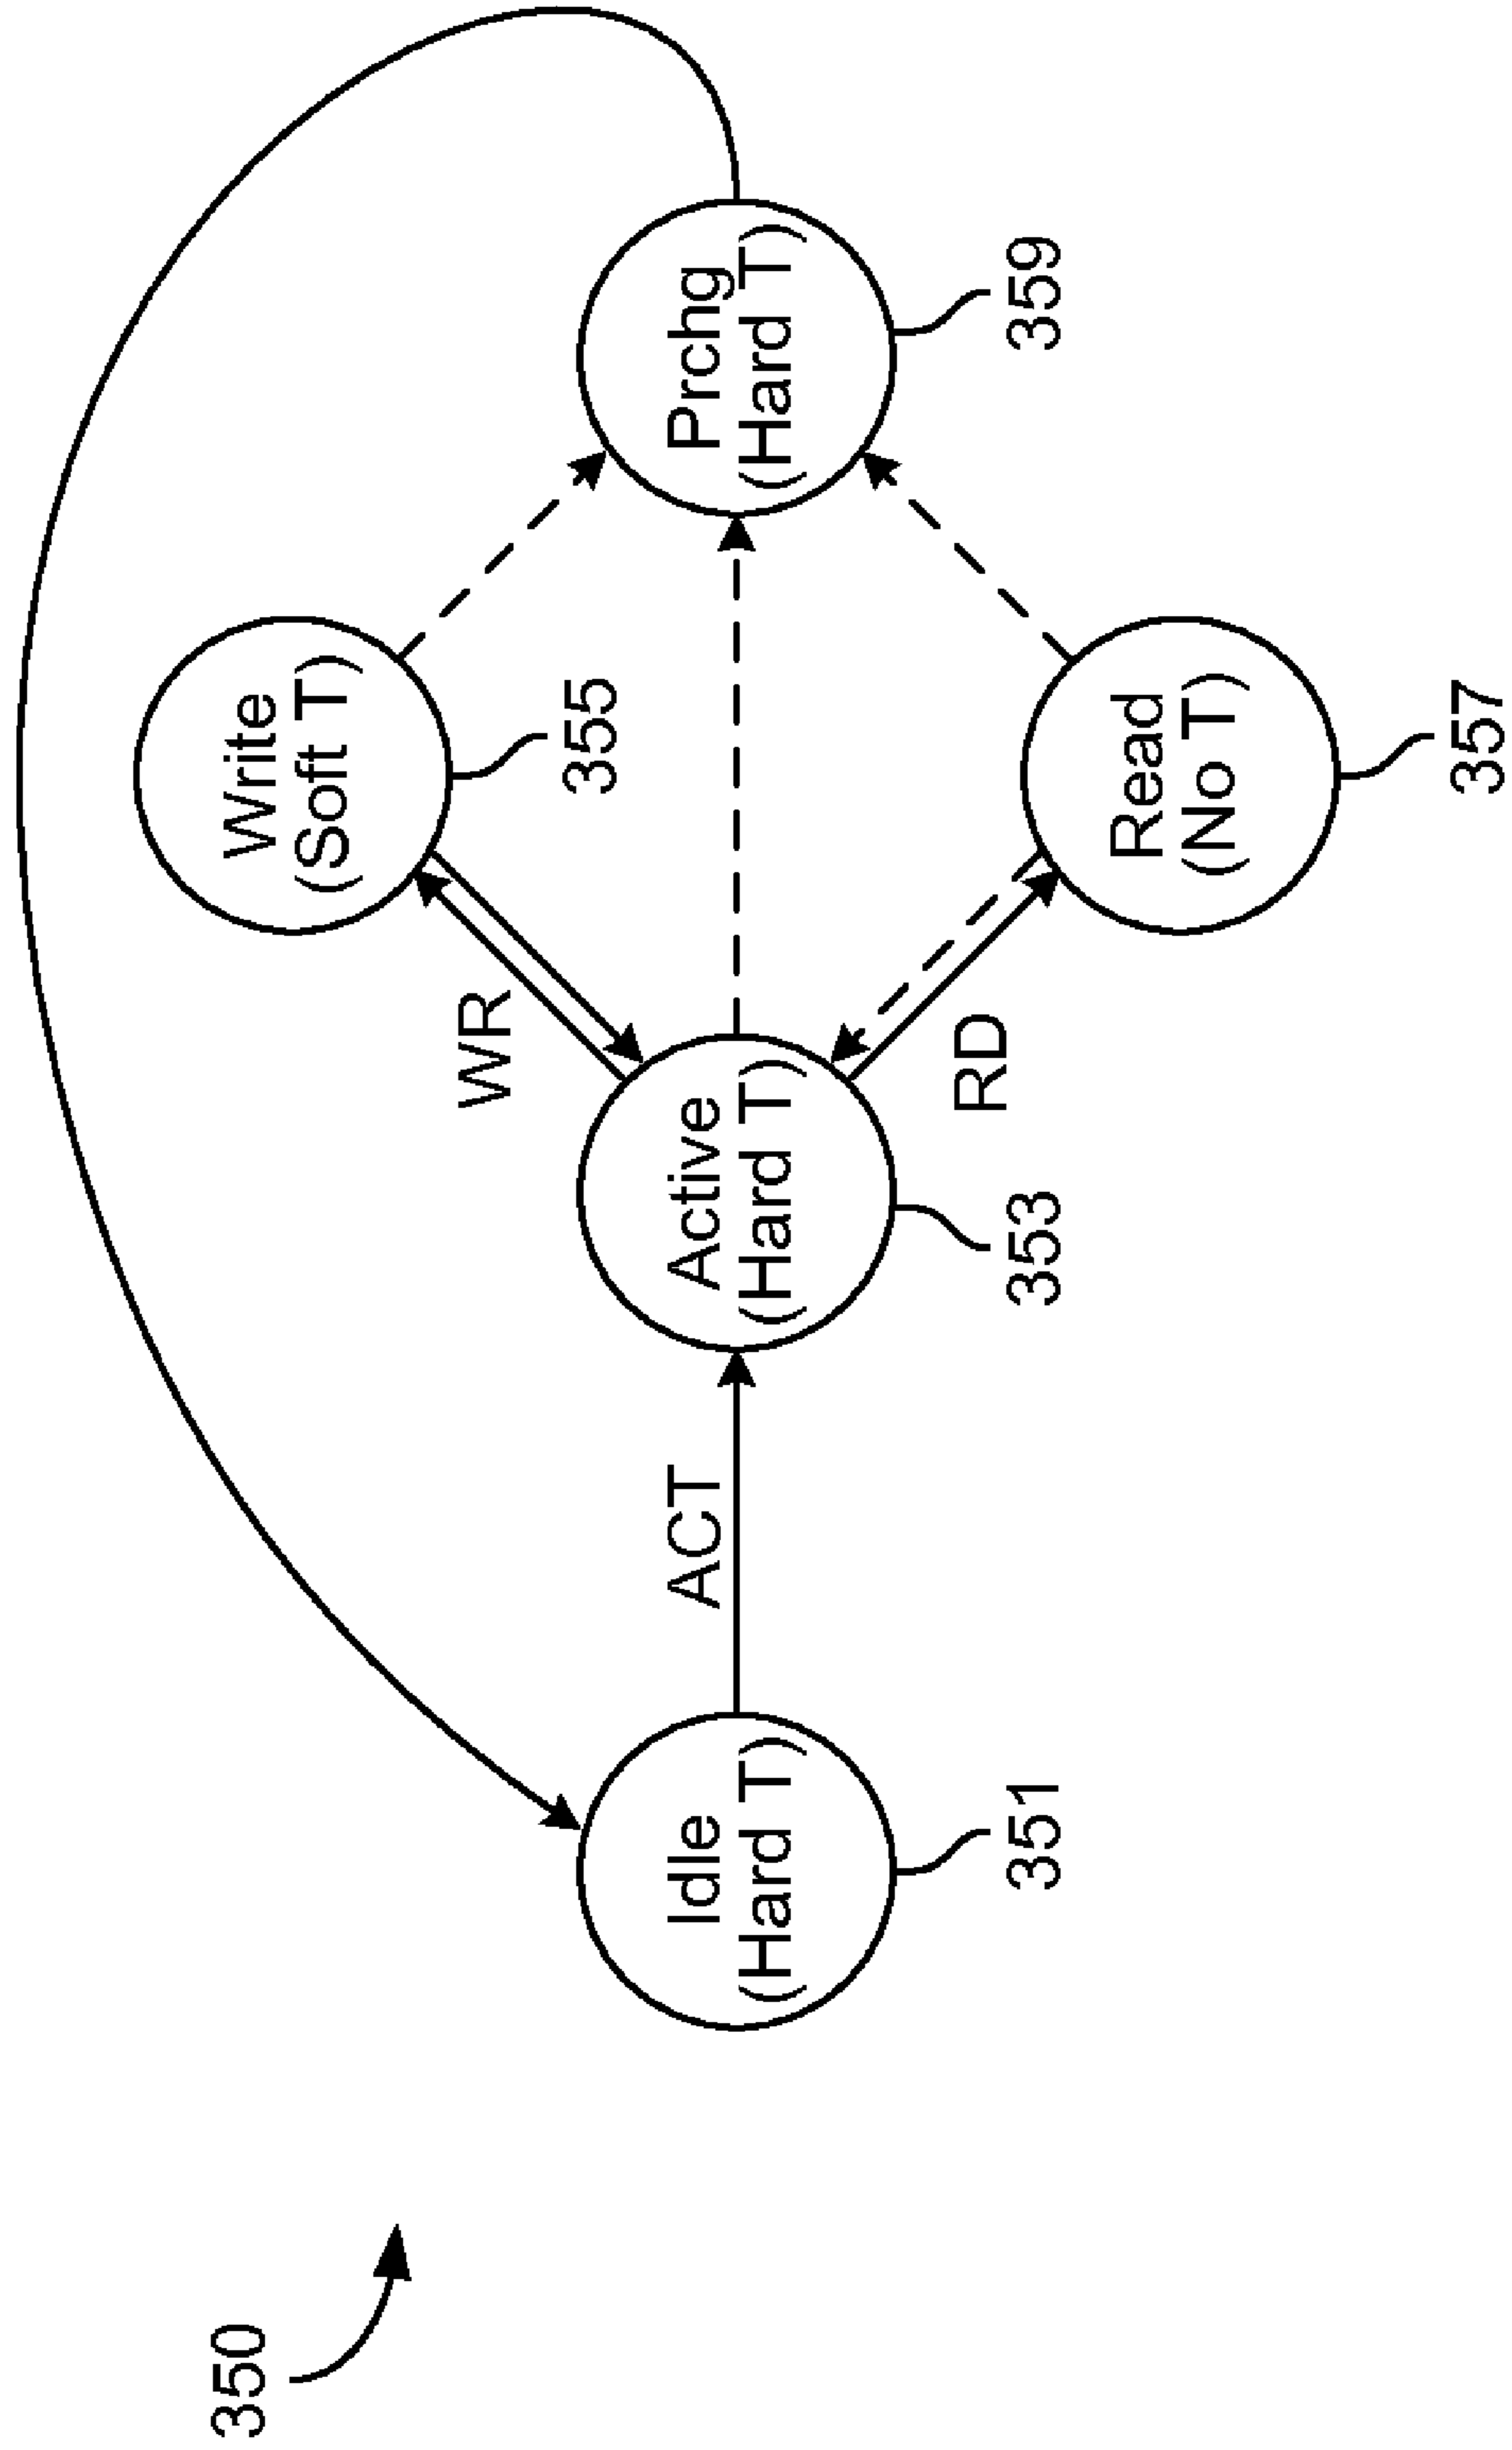 350
Write
(Soft T)
355
WR
Idle
(Hard T)
351
ACT
Active
(Hard T)
353
Prchg
(Hard T)
359
RD
Read
(No T)
357